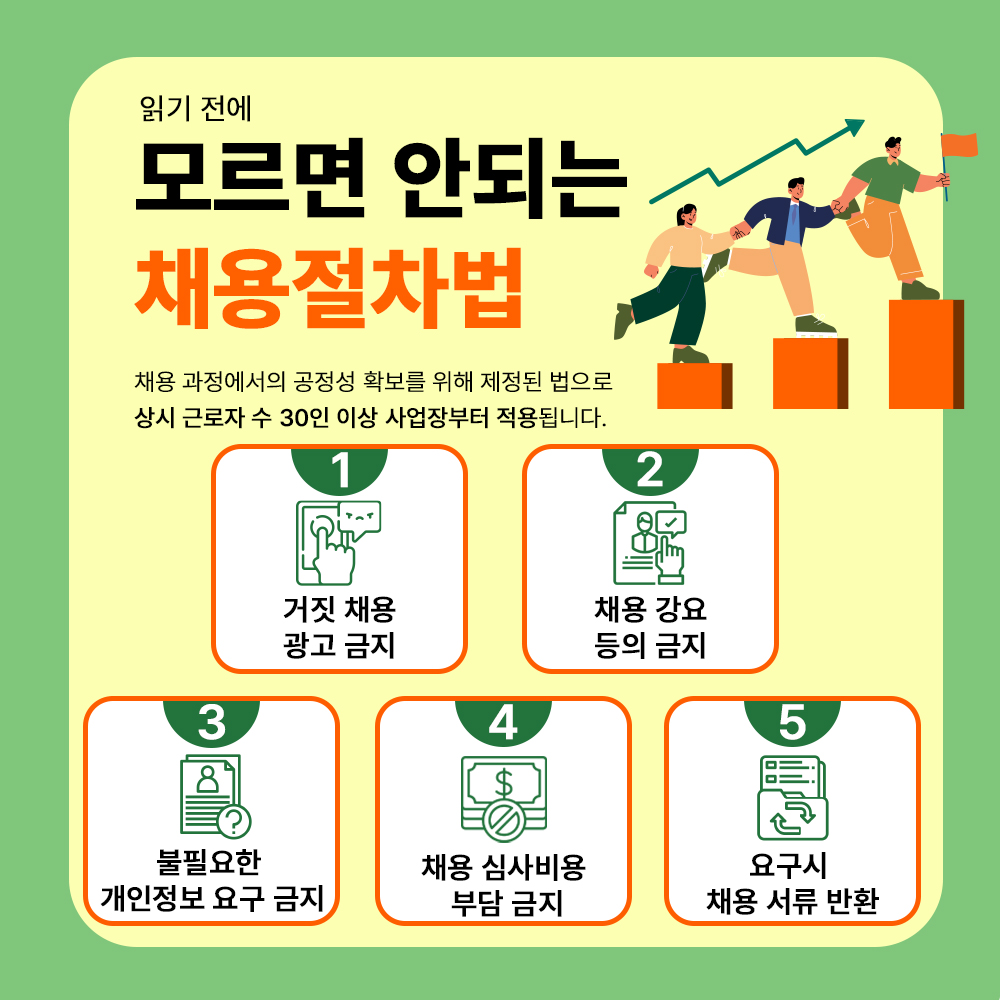 읽기 전에
모르면 안되는
채용절차법
채용 과정에서의 공정성 확보를 위해 제정된 법으로
상시 근로자 수 30인 이상 사업장부터 적용됩니다.
1
거짓 채용
광고 금지
2
채용 강요
등의 금지
3
불필요한
개인정보 요구 금지
4
채용 심사비용
부담 금지
5
요구시
채용 서류 반환